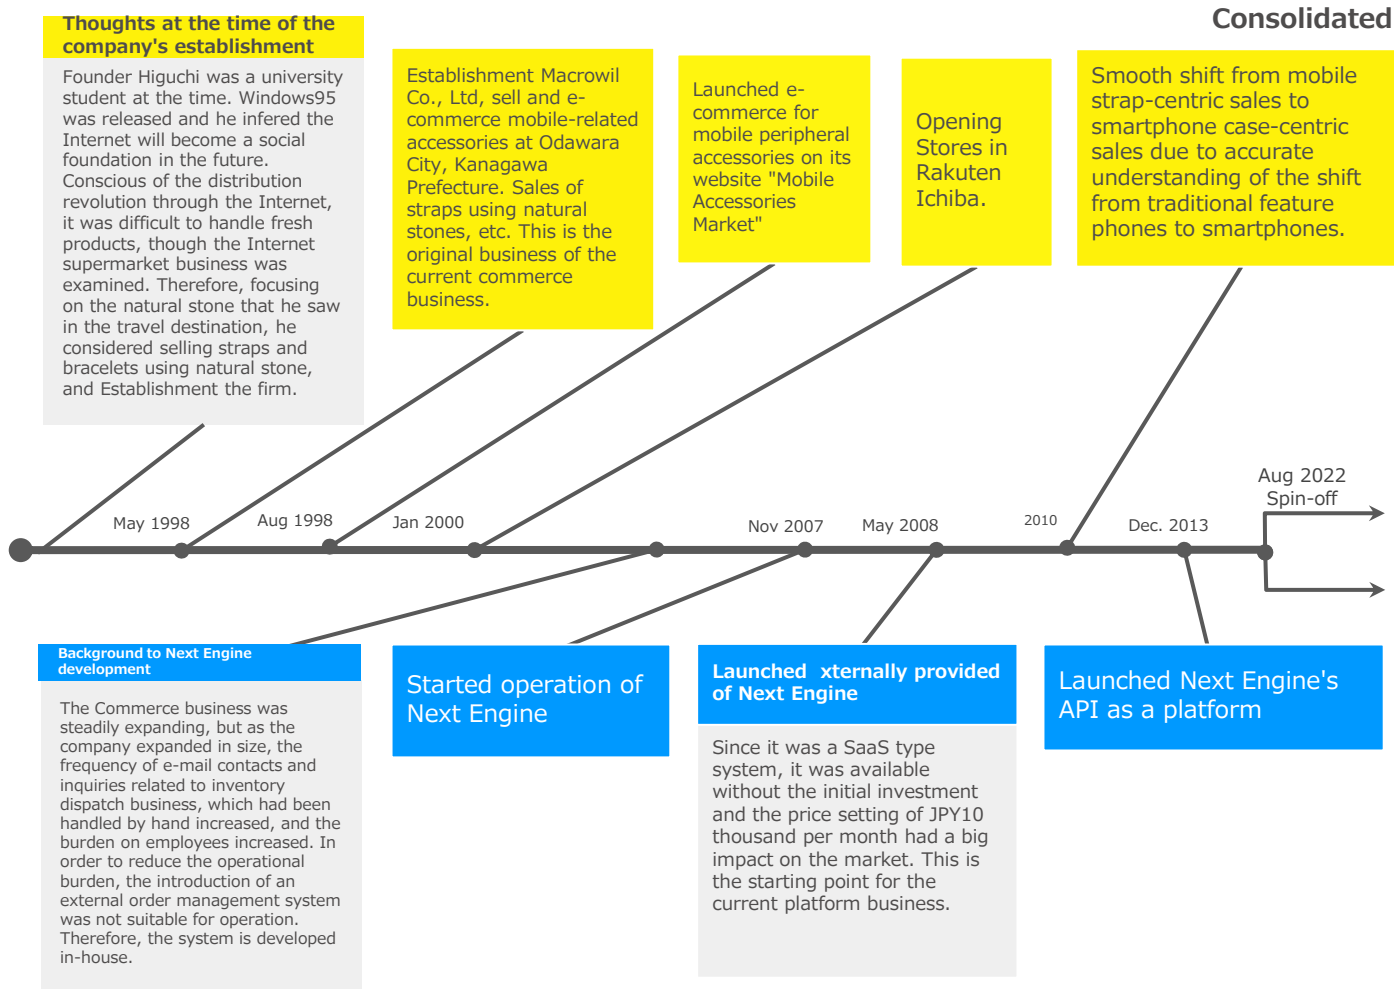 Consolidated
Thoughts at the time of the
company's establishment
Founder Higuchi was a university
student at the time. Windows95
was released and he infered the
Internet will become a social
foundation in the future.
Conscious of the distribution
revolution through the Internet,
it was difficult to handle fresh
products, though the Internet
supermarket business was
examined. Therefore, focusing
on the natural stone that he saw
in the travel destination, he
considered selling straps and
bracelets using natural stone,
and Establishment the firm.
Establishment Macrowil
Co., Ltd, sell and e-
commerce mobile-related
accessories at Odawara
City, Kanagawa
Prefecture. Sales of
straps using natural
stones, etc. This is the
original business of the
current commerce
business.
Launched e-
commerce for
mobile peripheral
accessories on its
website "Mobile
Accessories
Market"
Opening
Stores in
Rakuten
Ichiba.
Smooth shift from mobile
strap-centric sales to
smartphone case-centric
sales due to accurate
understanding of the shift
from traditional feature
phones to smartphones.
May 1998
Aug 1998
Jan 2000
Nov 2007
May 2008
2010
Dec. 2013
Aug 2022
Spin-off
Background to Next Engine
development
The Commerce business was
steadily expanding, but as the
company expanded in size, the
frequency of e-mail contacts and
inquiries related to inventory
dispatch business, which had been
handled by hand increased, and the
burden on employees increased. In
order to reduce the operational
burden, the introduction of an
external order management system
was not suitable for operation.
Therefore, the system is developed
in-house.
Started operation of
Next Engine
Launched  xternally provided
of Next Engine
Since it was a SaaS type
system, it was available
without the initial investment
and the price setting of JPY10
thousand per month had a big
impact on the market. This is
the starting point for the
current platform business.
Launched Next Engine's
API as a platform